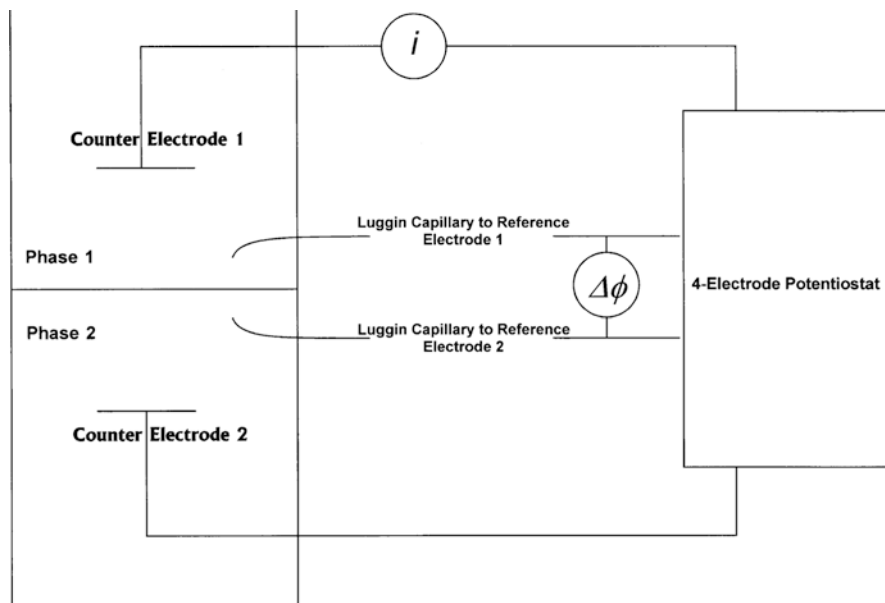 i
Counter Electrode 1
Luggin Capillary to Reference
Electrode 1
Phase 1
Δϕ
4-Electrode Potentiostat
Phase 2
Luggin Capillary to Reference
Electrode 2
Counter Electrode 2